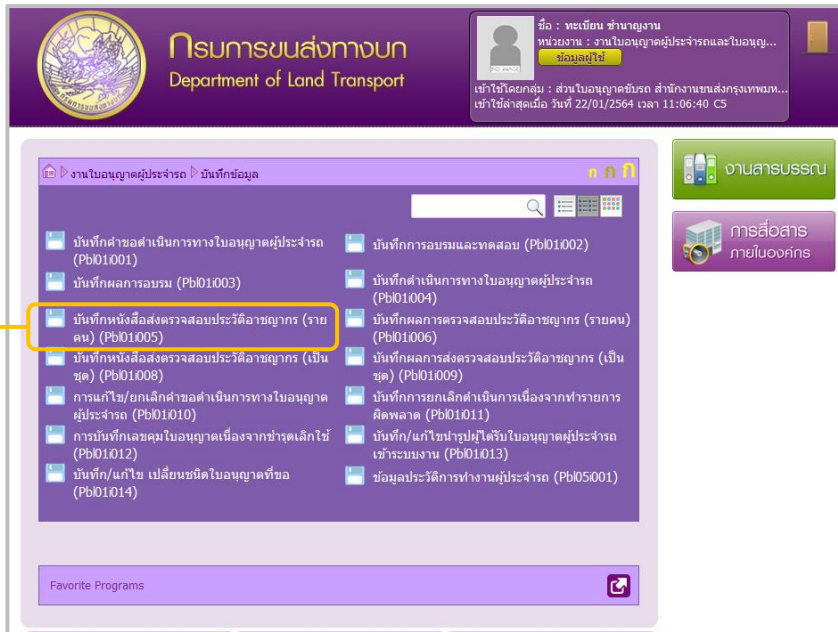 กรมการขนส่งทางบก
Department of Land Transport
ชื่อ : ทะเบียน ชำนาญงาน
หน่วยงาน : งานใบอนุญาตผู้ประจำรถและใบอนุญ...
ข้อมูลผู้ใช้
เข้าใช้โดยกลุ่ม : ส่วนใบอนุญาตขับรถ สำนักงานขนส่งกรุงเทพมห...
เข้าใช้ล่าสุดเมื่อ วันที่ 22/01/2564 เวลา 11:06:40 C5
NO IMAGE
งานใบอนุญาตผู้ประจำรถ
บันทึกข้อมูล
ก ก ก
บันทึกคำขอดำเนินการทางใบอนุญาตผู้ประจำรถ
(Pbl01i001)
บันทึกการอบรมและทดสอบ (Pbl01i002)
บันทึกผลการอบรม (Pbl01i003)
บันทึกดำเนินการทางใบอนุญาตผู้ประจำรถ
(Pbl01i004)
บันทึกหนังสือส่งตรวจสอบประวัติอาชญากร (ราย
คน) (Pbl01i005)
บันทึกผลการตรวจสอบประวัติอาชญากร (รายคน)
(Pbl01i006)
บันทึกหนังสือส่งตรวจสอบประวัติอาชญากร (เป็น
ชุด) (Pbl01i008)
บันทึกผลการส่งตรวจสอบประวัติอาชญากร (เป็น
ชุด) (Pbl01i009)
การแก้ไข/ยกเลิกคำขอดำเนินการทางใบอนุญาต
ผู้ประจำรถ (Pbl01i010)
บันทึกการยกเลิกดำเนินการเนื่องจากทำรายการ
ผิดพลาด (Pbl01i011)
การบันทึกเลขคุมใบอนุญาตเนื่องจากชำรุดเลิกใช้
(Pbl01i012)
บันทึก/แก้ไขนำรูปผู้ได้รับใบอนุญาตผู้ประจำรถ
เข้าระบบงาน (Pbl01i013)
บันทึก/แก้ไข เปลี่ยนชนิดใบอนุญาตที่ขอ
(Pbl01i014)
ข้อมูลประวัติการทำงานผู้ประจำรถ (Pbl05i001)
Favorite Programs
งานสารบรรณ
การสื่อสาร
ภายในองค์กร